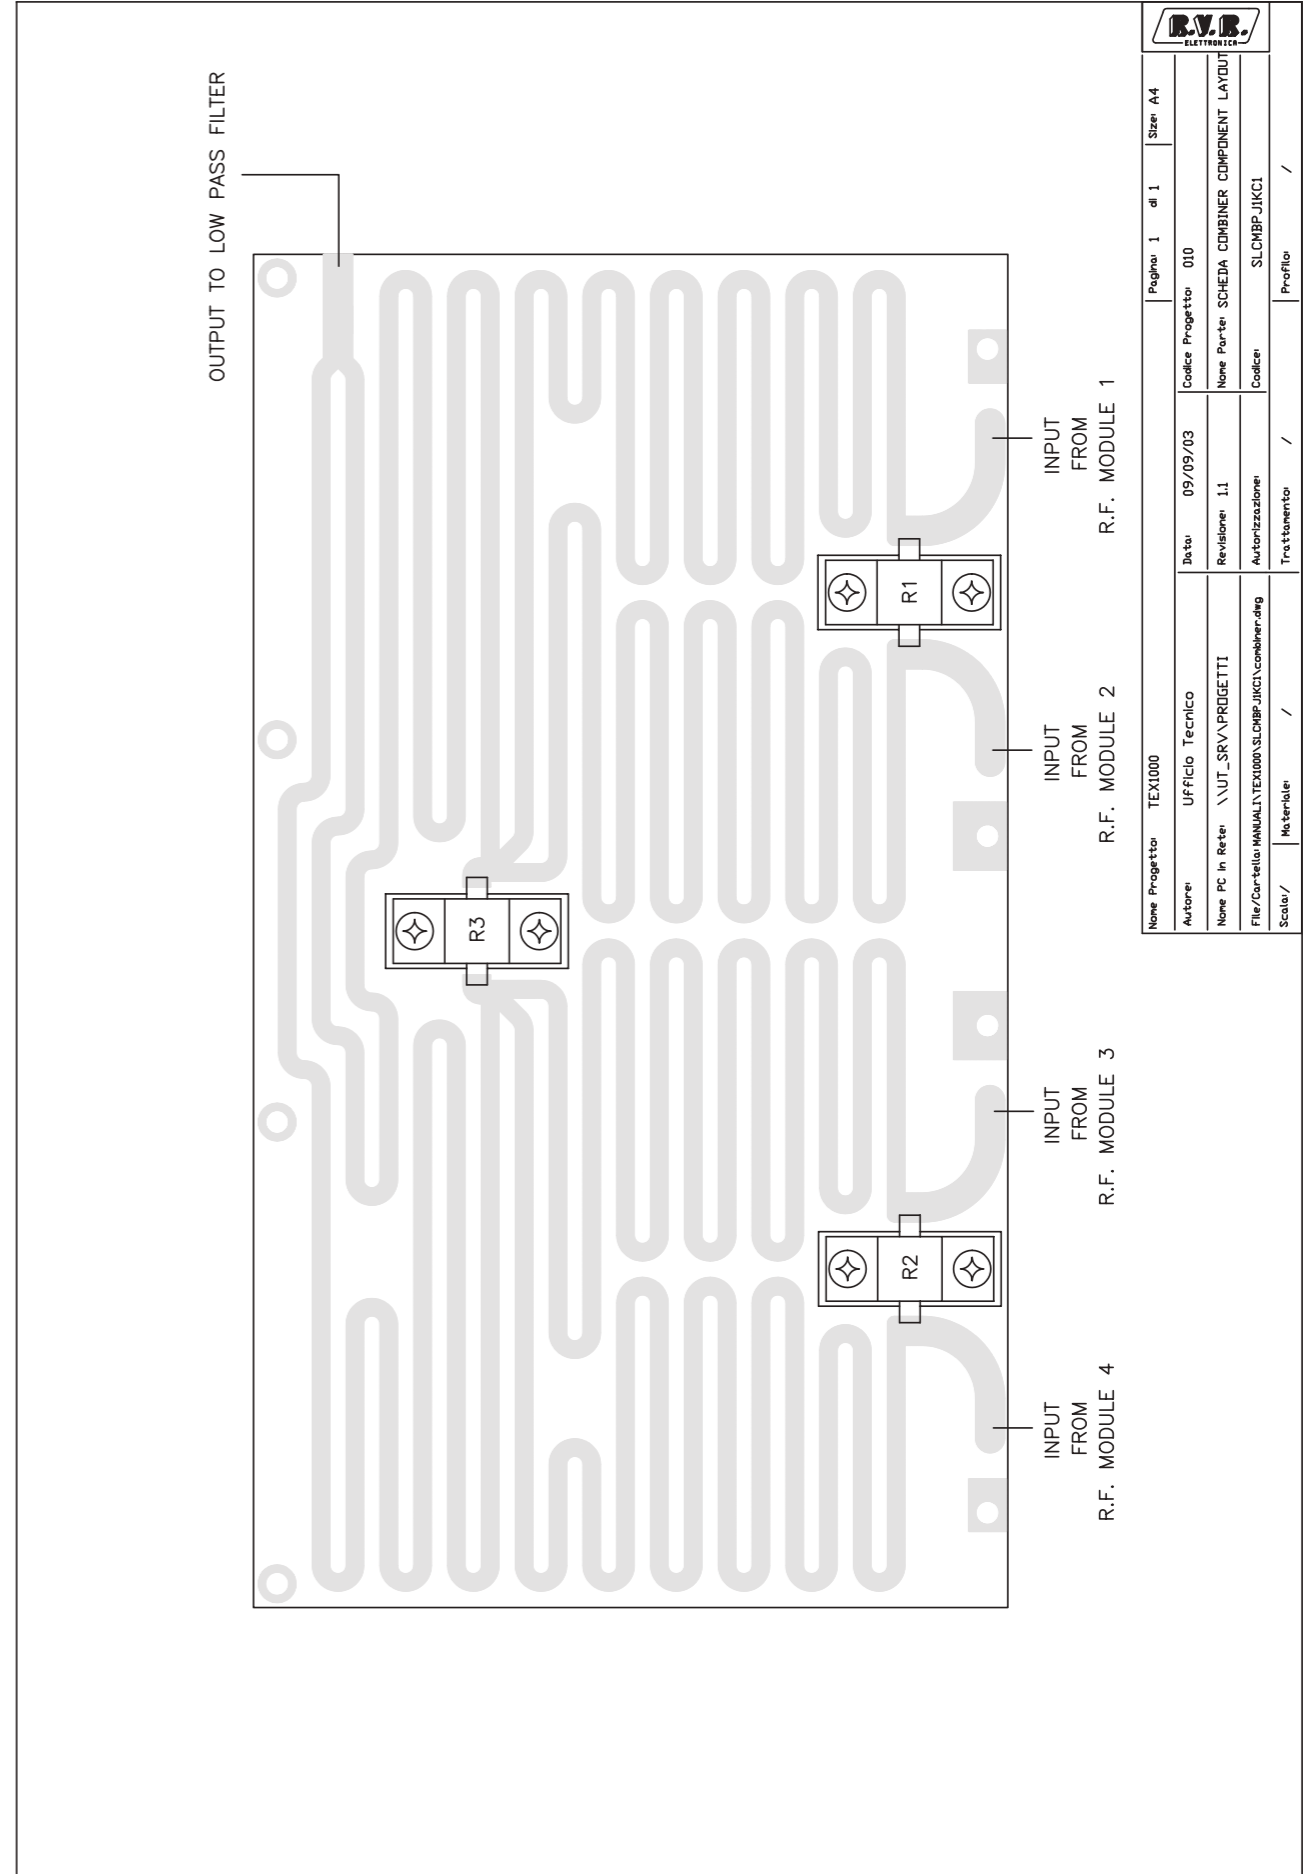 OUTPUT TO LOW PASS FILTER
R3
R1
R2
INPUT
FROM
R.F. MODULE 4
INPUT
FROM
R.F. MODULE 3
INPUT
FROM
R.F. MODULE 2
INPUT
FROM
R.F. MODULE 1
Nome Progetto: TEX1000
Pagina: 1 di 1
Size: A4
R.V.R.
ELETTRONICA
Autore: Ufficio Tecnico
Data: 09/09/03
Codice Progetto: 010
Nome PC in Rete: \\UT_SRV\PROGETTI
Revisione: 1.1
Nome Parte: SCHEDA COMBINER COMPONENT LAYOUT
File/Cartella: MANUALI\TEX1000\SLCMBPJ1KC1\combiner.dwg
Autorizzazione:
Codice: SLCMBPJ1KC1
Scala: /
Materiale: /
Trattamento: /
Profilo: /